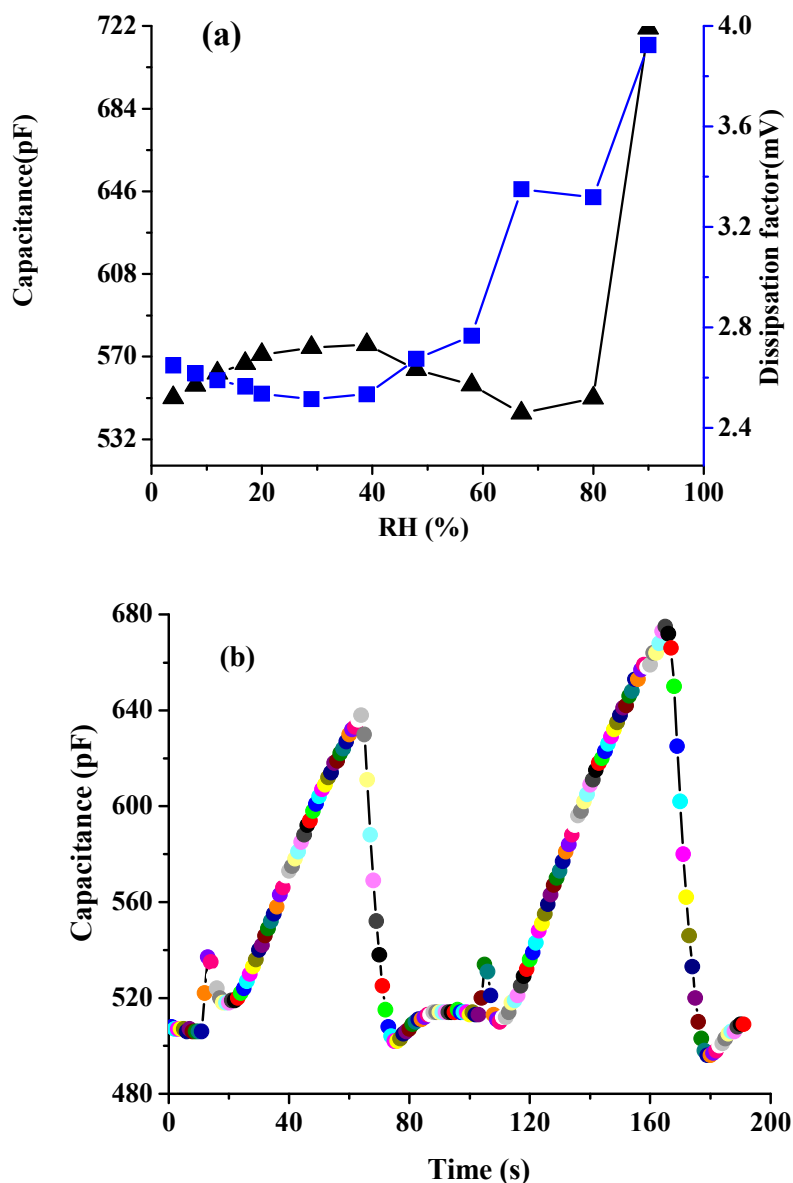 (a)
722
684
646
608
570
532
Capacitance(pF)
4.0
3.6
3.2
2.8
2.4
Dissipsation factor(mV)
0 20 40 60 80 100
RH (%)
(b)
680
640
600
560
520
480
Capacitance (pF)
0 40 80 120 160 200
Time (s)